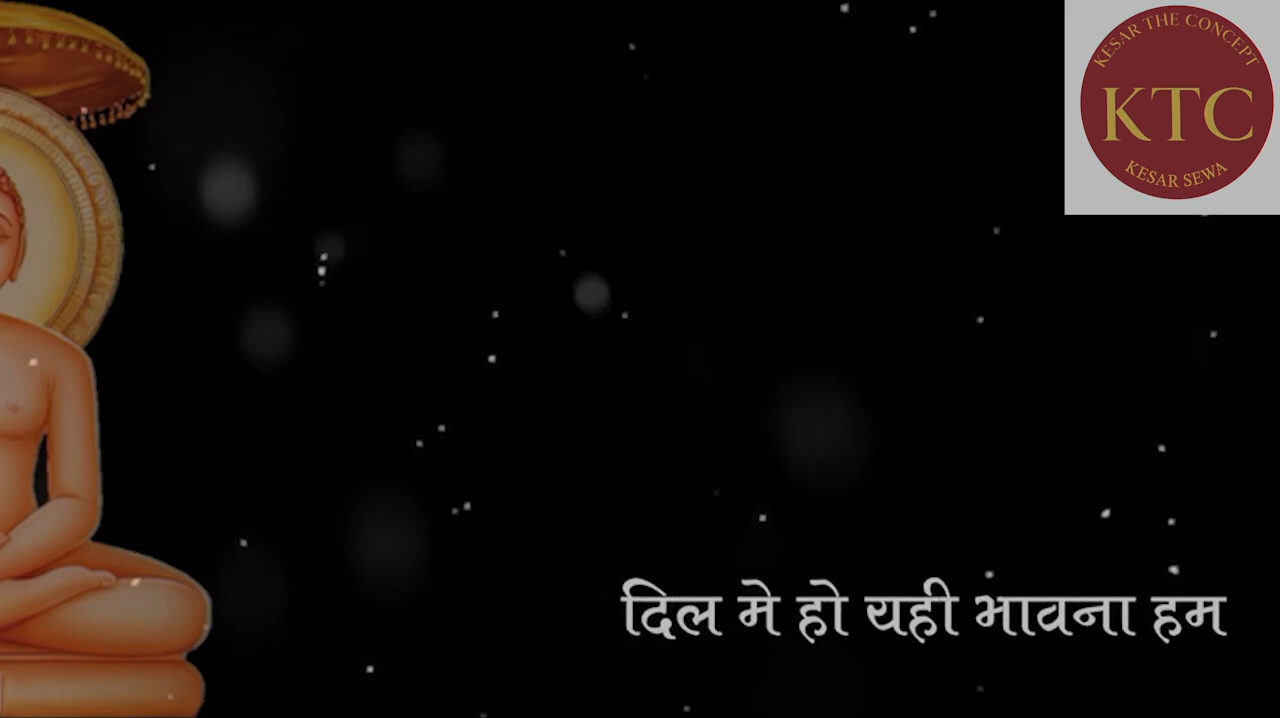 KESAR THE CONCEPT
KTC
KESAR SEWA
दिल मे हो यही भावना हम